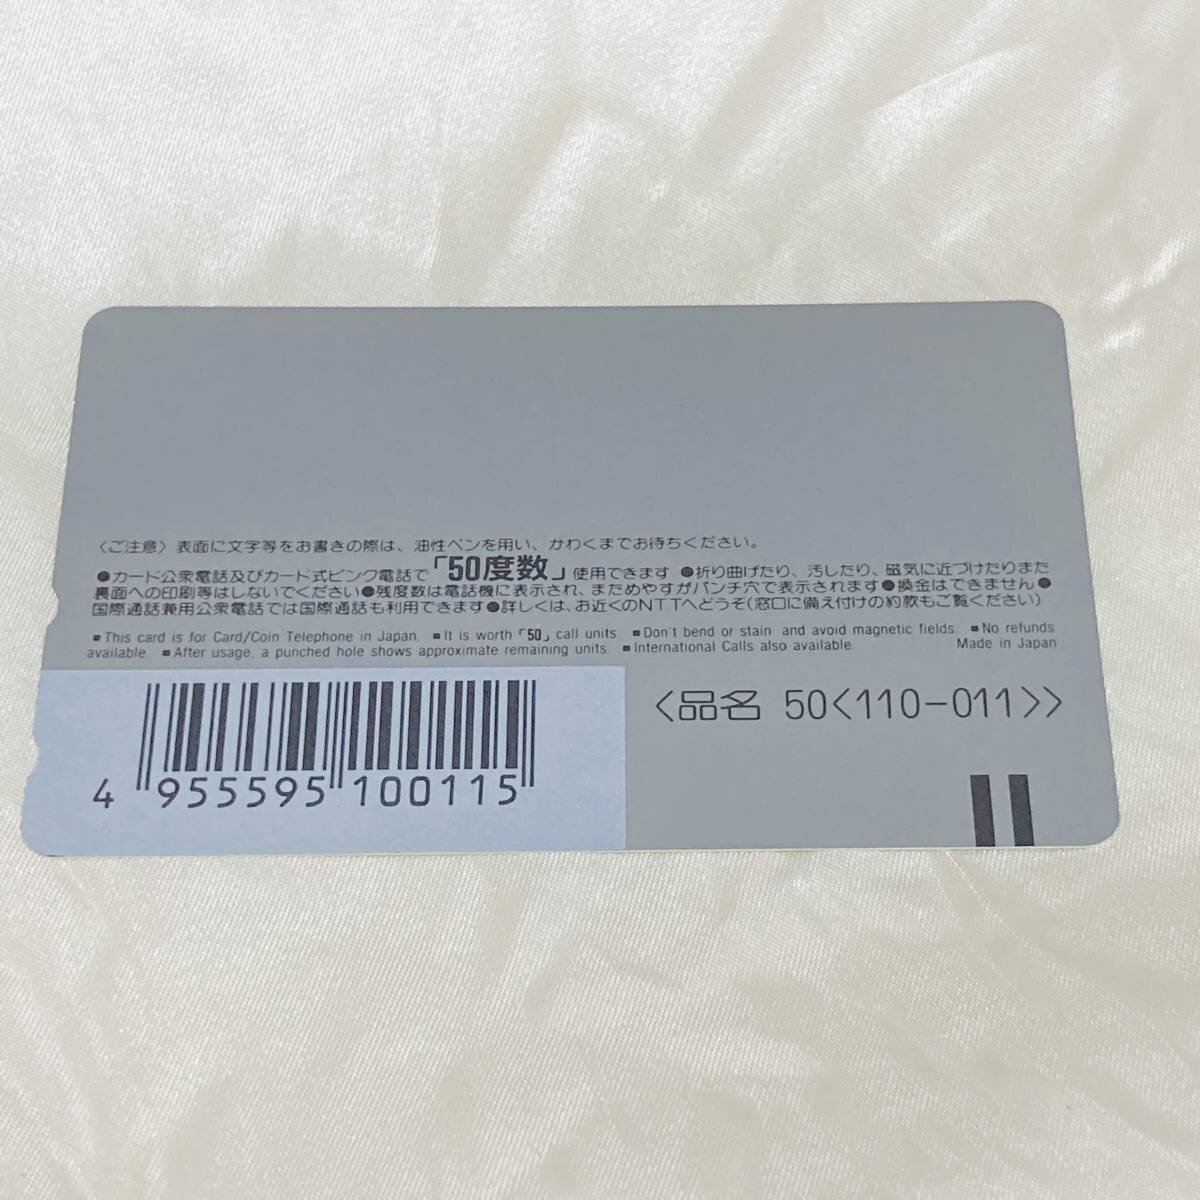 〈ご注意〉表面に文字等をお書きの際は、油性ペンを用い、かわくまでお待ちください。
●カード公衆電話及びカード式ピンク電話で「50度数」使用できます ●折り曲げたり、汚したり、磁気に近づけたりまた
裏面への印刷等はしないでください●残度数は電話機に表示され、まためやすがパンチ穴で表示されます●換金はできません●
国際通話兼用公衆電話では国際通話も利用できます●詳しくは、お近くのNTTへどうぞ(窓口に備え付けの約款もご覧ください)
■This card is for Card/Coin Telephone in Japan. ■It is worth「50」call units. ■Don't bend or stain and avoid magnetic fields. ■No refunds
available. ■After usage, a punched hole shows approximate remaining units. ■International Calls also available. Made in Japan
<品名 50<110-011>>
4 955595 100115